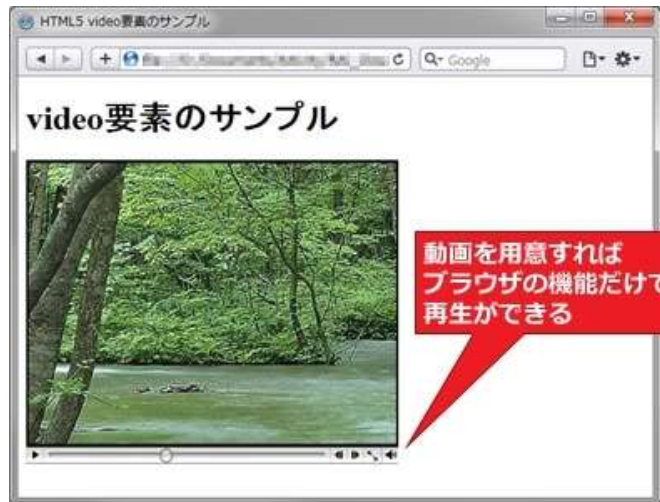 HTML5 video要素のサンプル
Google
video要素のサンプル
動画を用意すれば
ブラウザの機能だけで
再生ができる